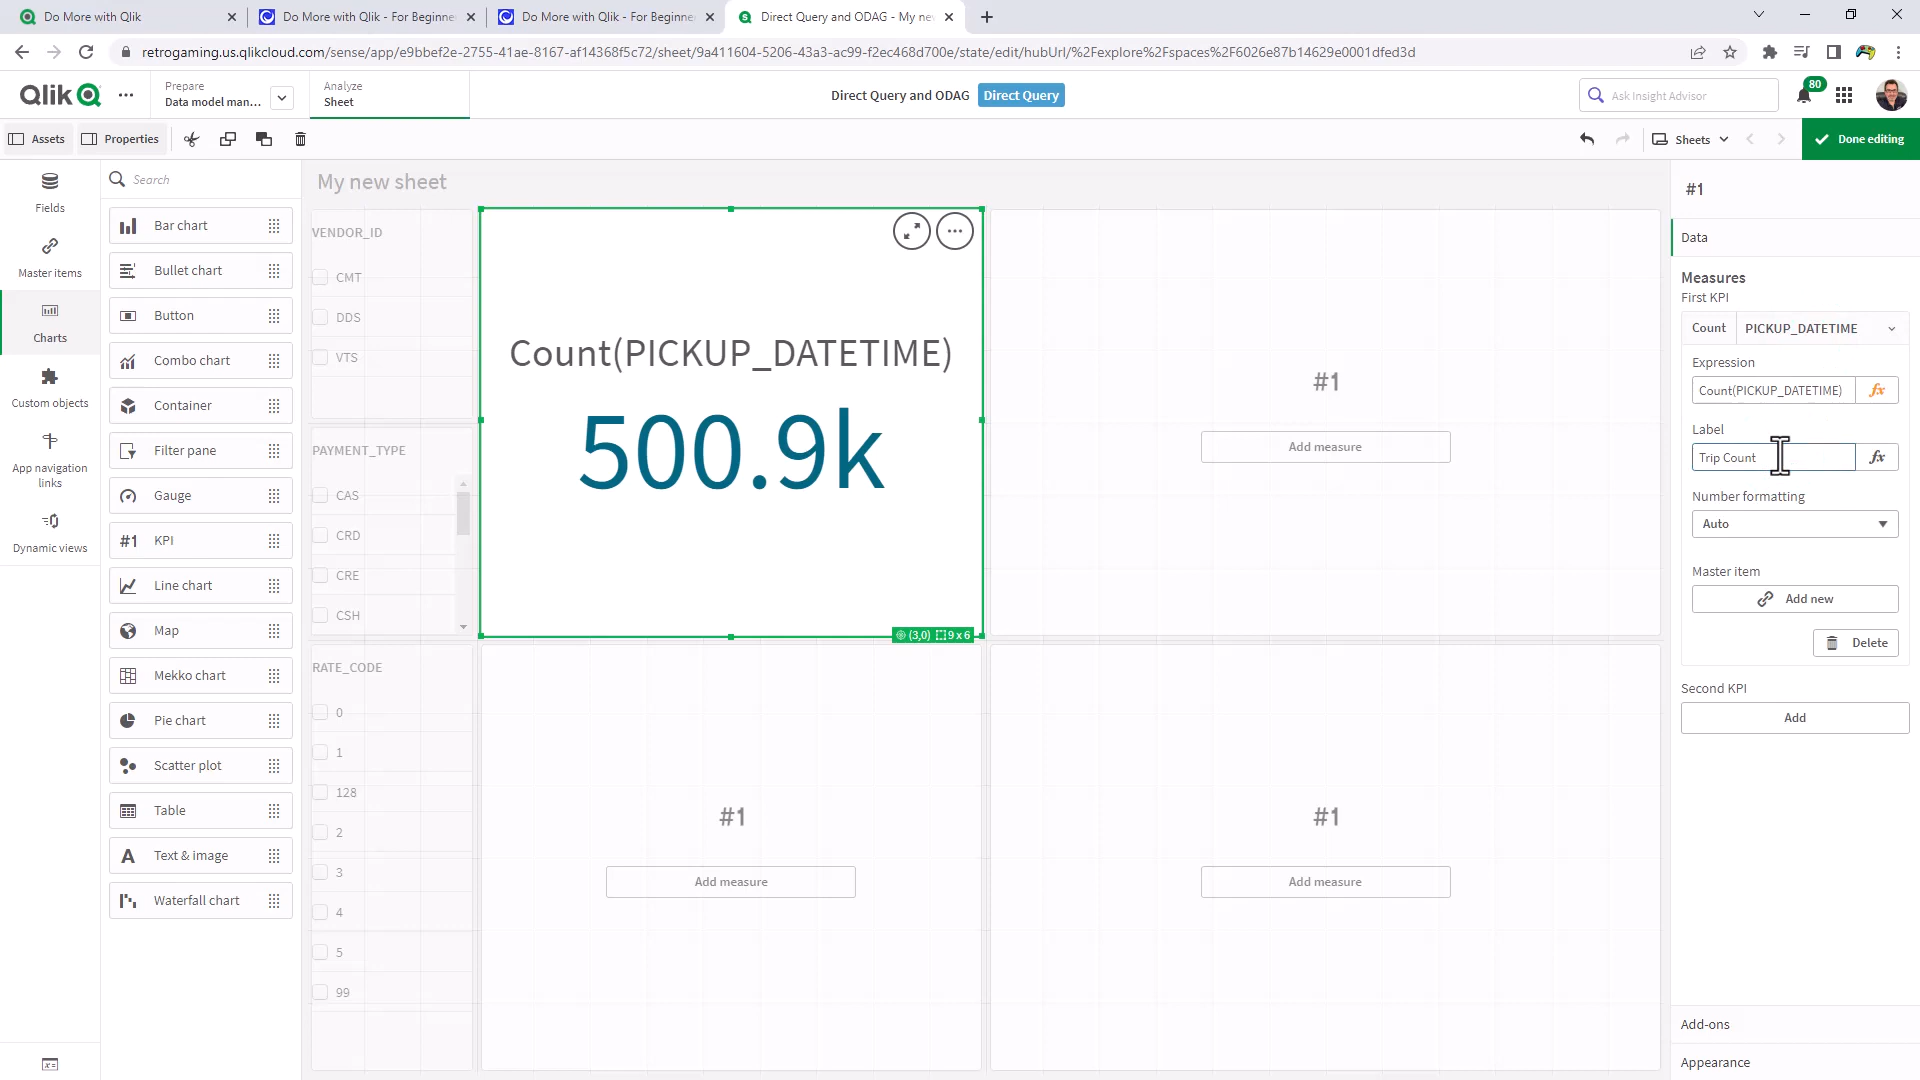 Do More with Qlik
Do More with Qlik - For Beginne
Do More with Qlik - For Beginne
Direct Query and ODAG - My ne
retrogaming.us.qlikcloud.com/sense/app/e9bbef2e-2755-41ae-8167-af14368f5c72/sheet/9a411604-5206-43a3-ac99-f2ec468d700e/state/edit/hubUrl/%2Fexplore%2Fspaces%2F6026e87b14629e0001dfed3d
Qlik
Prepare
Data model man...
Analyze
Sheet
Direct Query and ODAG
Direct Query
Ask Insight Advisor
80
Assets
Properties
Sheets
Done editing
Fields
Master items
Charts
Custom objects
App navigation
links
Dynamic views
Search
Bar chart
Bullet chart
Button
Combo chart
Container
Filter pane
Gauge
#1 KPI
Line chart
Map
Mekko chart
Pie chart
Scatter plot
Table
A Text & image
Waterfall chart
My new sheet
VENDOR_ID
CMT
DDS
VTS
PAYMENT_TYPE
CAS
CRD
CRE
CSH
RATE_CODE
0
1
128
2
3
4
5
99
Count(PICKUP_DATETIME)
500.9k
(3,0) 9 x 6
#1
Add measure
#1
Add measure
#1
Add measure
#1
Data
Measures
First KPI
Count PICKUP_DATETIME
Expression
Count(PICKUP_DATETIME) fx
Label
Trip Count fx
Number formatting
Auto
Master item
Add new
Delete
Second KPI
Add
Add-ons
Appearance